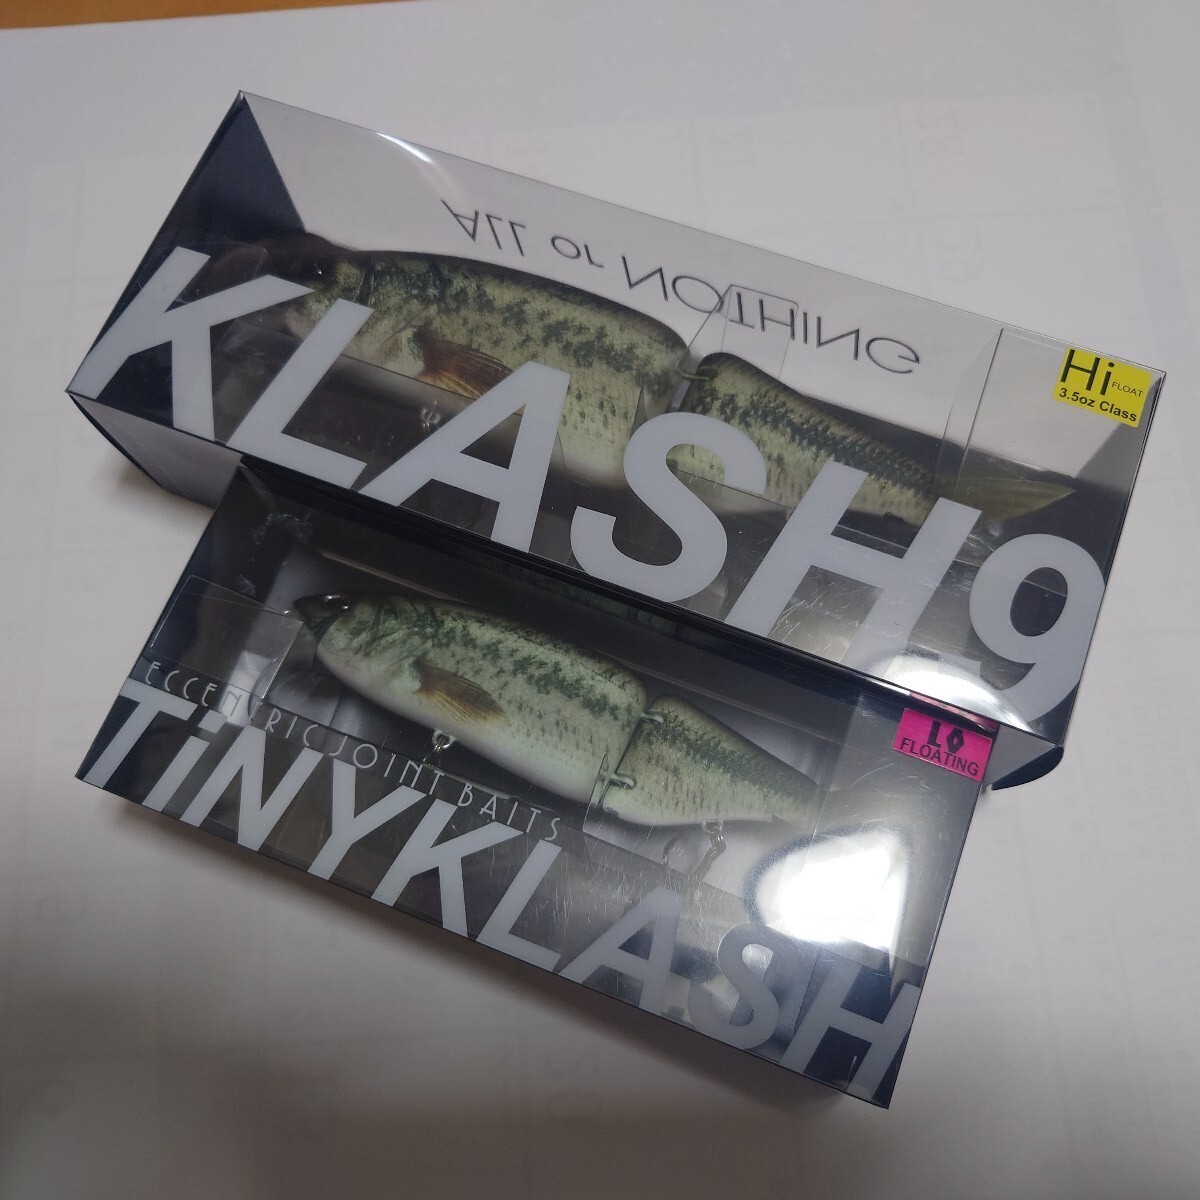 ALL or NOTHING
KLASH9
Hi FLOAT
3.5oz Class
Lo
FLOATING
ECCENTRIC JOINT BAITS
TiNYKLASH